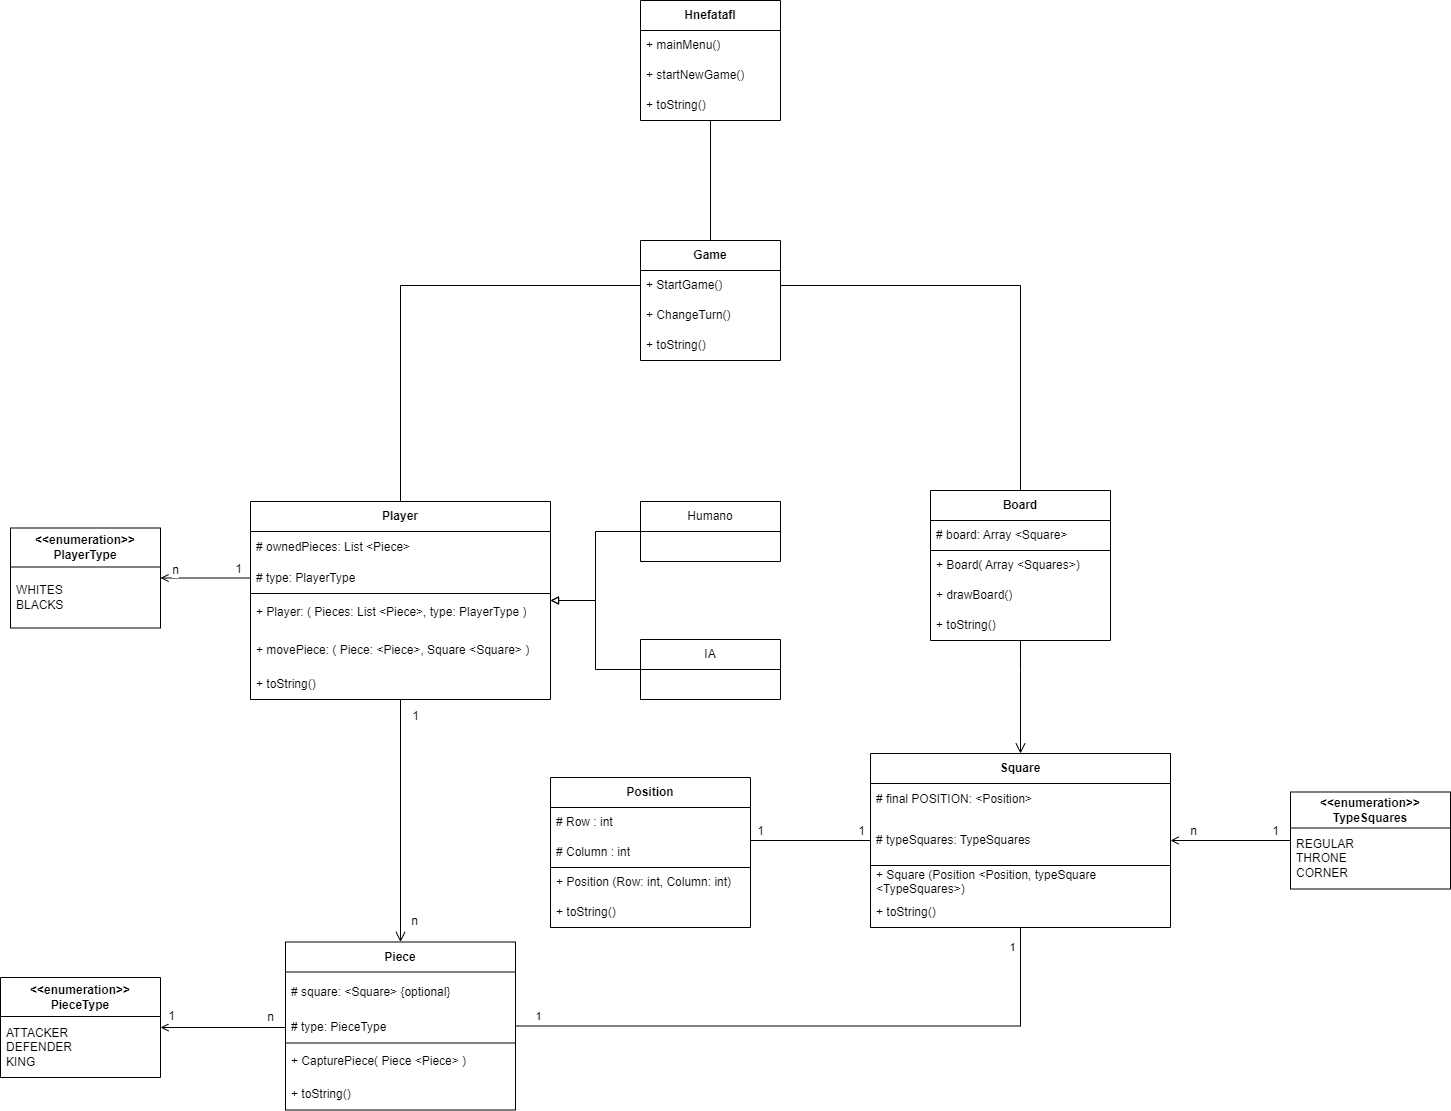 Hnefatafl
+ mainMenu()
+ startNewGame()
+ toString()
Game
+ StartGame()
+ ChangeTurn()
+ toString()
Player
# ownedPieces: List <Piece>
# type: PlayerType
+ Player: ( Pieces: List <Piece>, type: PlayerType )
+ movePiece: ( Piece: <Piece>, Square <Square> )
+ toString()
<<enumeration>>
PlayerType
WHITES
BLACKS
n
1
Humano
IA
Board
# board: Array <Square>
+ Board( Array <Squares>)
+ drawBoard()
+ toString()
1
n
Position
# Row : int
# Column : int
+ Position (Row: int, Column: int)
+ toString()
1
1
Square
# final POSITION: <Position>
# typeSquares: TypeSquares
+ Square (Position <Position, typeSquare
<TypeSquares>)
+ toString()
n
1
<<enumeration>>
TypeSquares
REGULAR
THRONE
CORNER
1
1
Piece
# square: <Square> {optional}
# type: PieceType
+ CapturePiece( Piece <Piece> )
+ toString()
<<enumeration>>
PieceType
ATTACKER
DEFENDER
KING
1
n